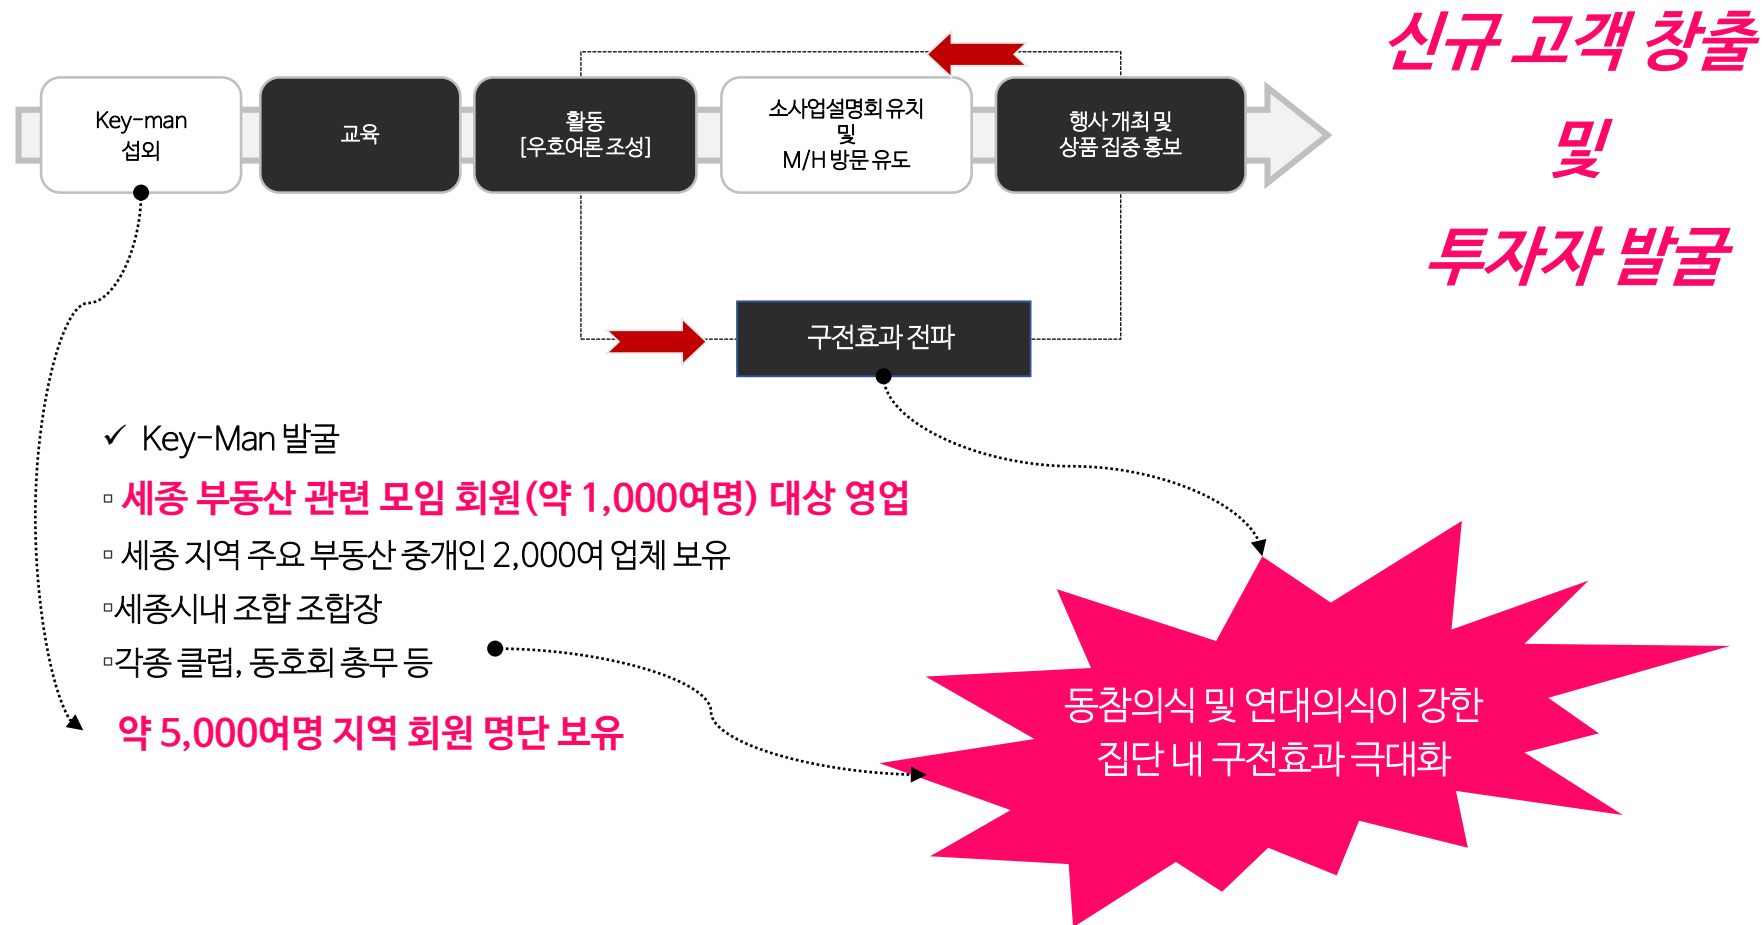 신규 고객 창출
및
투자자 발굴
Key-man
섭외
교육
활동
[우호여론 조성]
소사업설명회 유치
및
M/H 방문 유도
행사 개최 및
상품 집중 홍보
구전효과 전파
✓ Key-Man 발굴
▫ 세종 부동산 관련 모임 회원(약 1,000여명) 대상 영업
▫ 세종 지역 주요 부동산 중개인 2,000여 업체 보유
▫세종시내 조합 조합장
▫각종 클럽, 동호회 총무 등
약 5,000여명 지역 회원 명단 보유
동참의식 및 연대의식이 강한
집단 내 구전효과 극대화